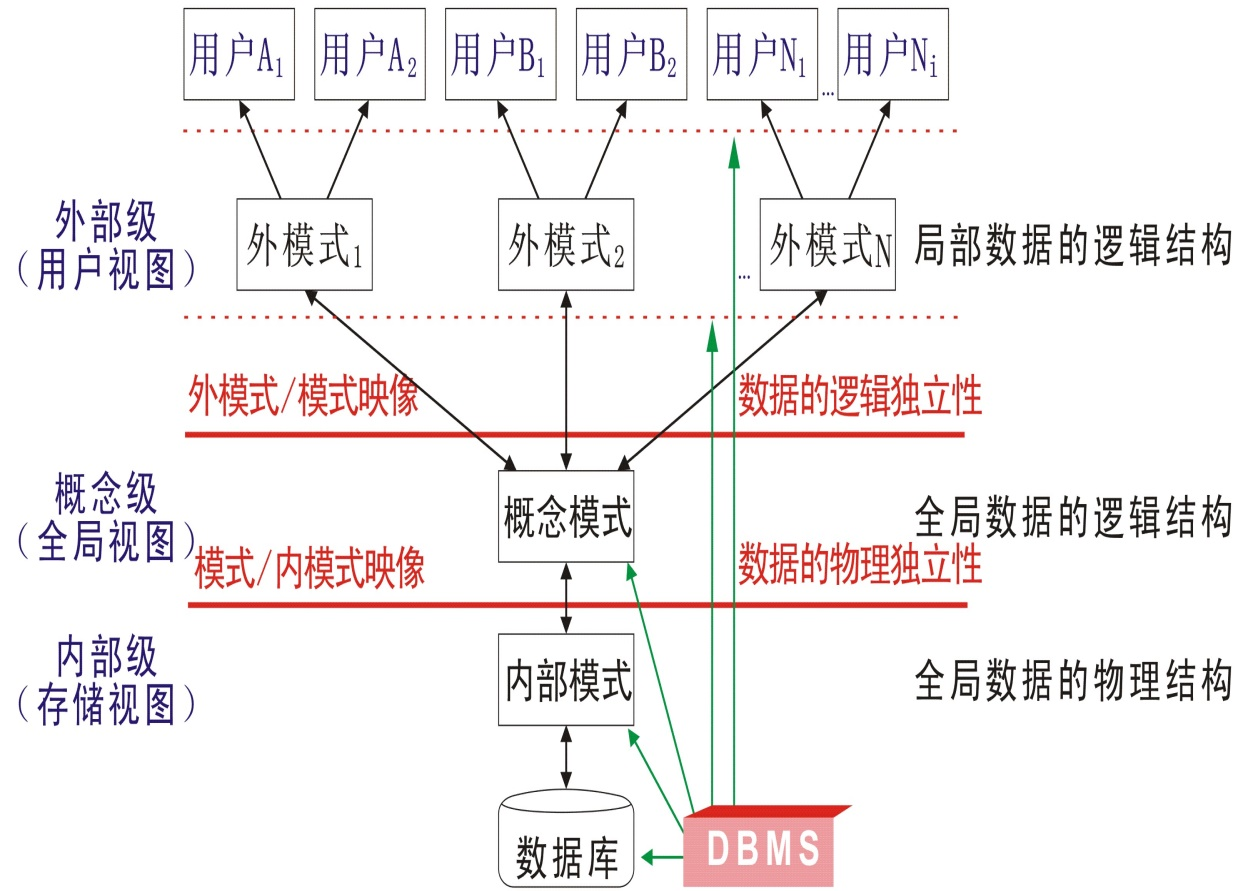 用户A1
用户A2
用户B1
用户B2
用户N1
...
用户Ni
外部级
(用户视图)
外模式1
外模式2
...
外模式N
局部数据的逻辑结构
外模式/模式映像
数据的逻辑独立性
概念级
(全局视图)
概念模式
全局数据的逻辑结构
模式/内模式映像
数据的物理独立性
内部级
(存储视图)
内部模式
全局数据的物理结构
数据库
DBMS